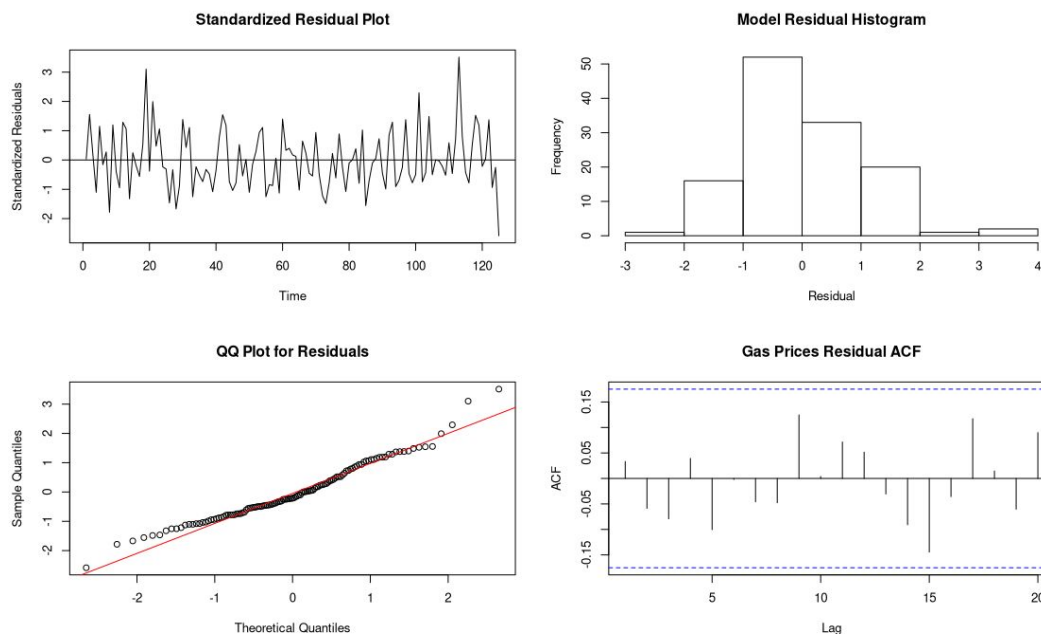 Standardized Residual Plot
Standardized Residuals
3
2
1
0
-1
-2
0 20 40 60 80 100 120
Time
Model Residual Histogram
Frequency
50
40
30
20
10
0
-3 -2 -1 0 1 2 3 4
Residual
QQ Plot for Residuals
Sample Quantiles
3
2
1
0
-1
-2
-2 -1 0 1 2
Theoretical Quantiles
Gas Prices Residual ACF
ACF
0.15
0.05
-0.05
-0.15
5 10 15 20
Lag